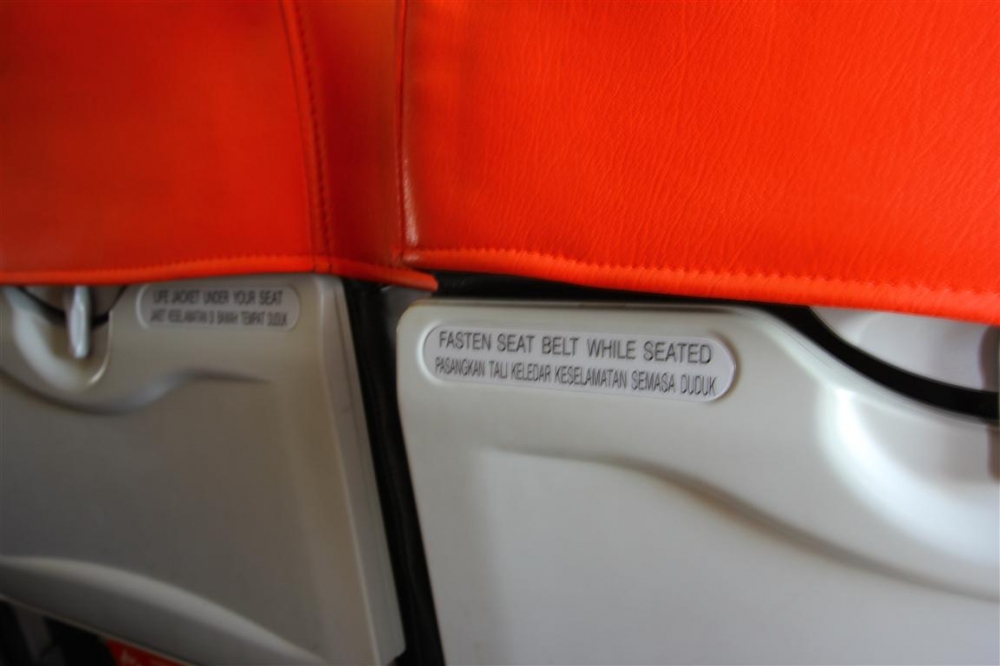 LIFE JACKET UNDER YOUR SEAT
JAKET KESELAMATAN DI BAWAH TEMPAT DUDUK
FASTEN SEAT BELT WHILE SEATED
PASANGKAN TALI KELEDAR KESELAMATAN SEMASA DUDUK